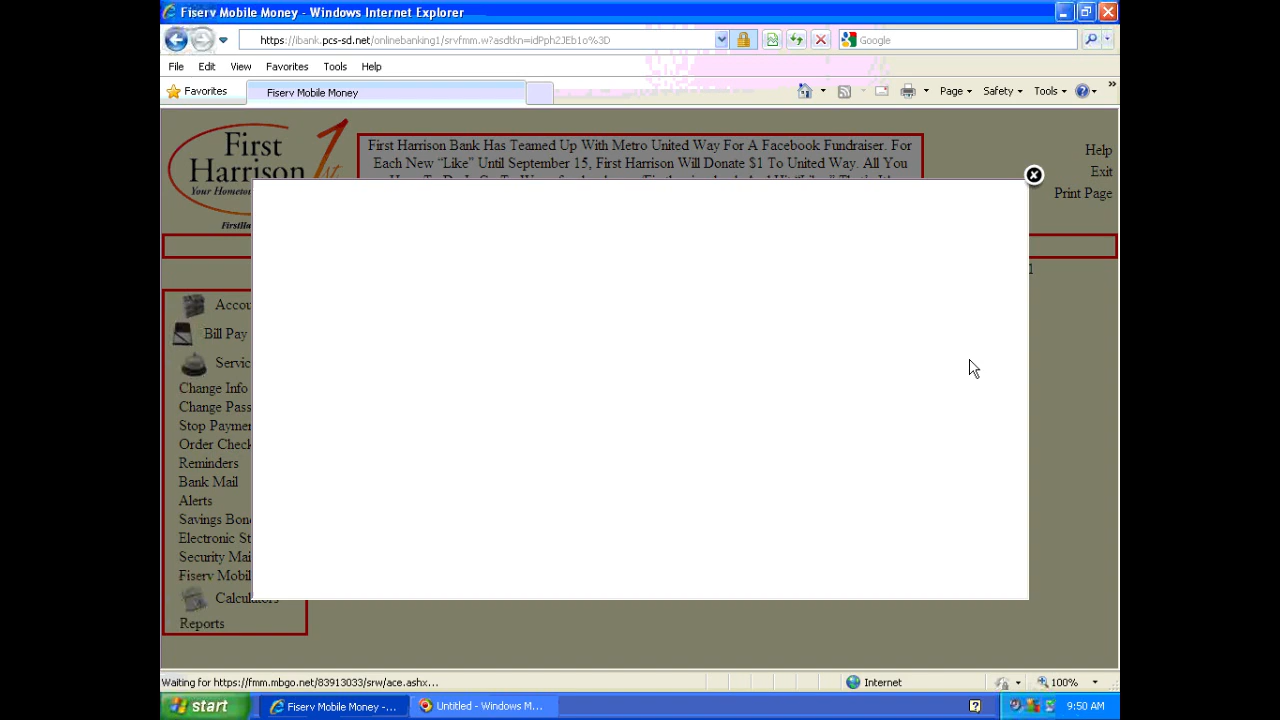 Fiserv Mobile Money - Windows Internet Explorer
https://ibank.pcs-sd.net/onlinebanking1/srvfmm.w?asdtkn=idPph2JEb1o%3D
Google
File Edit View Favorites Tools Help
Favorites
Fiserv Mobile Money
Page Safety Tools
First
Harrison
1st
Your Hometow
FirstHa
First Harrison Bank Has Teamed Up With Metro United Way For A Facebook Fundraiser. For
Each New “Like” Until September 15, First Harrison Will Donate $1 To United Way. All You
Help
Exit
Print Page
Accou
Bill Pay
Servic
Change Info
Change Pass
Stop Paymen
Order Check
Reminders
Bank Mail
Alerts
Savings Bon
Electronic St
Security Mai
Fiserv Mobil
Calculators
Reports
Waiting for https://fmm.mbgo.net/83913033/srw/ace.ashx...
Internet
100%
start
Fiserv Mobile Money -...
Untitled - Windows M...
9:50 AM